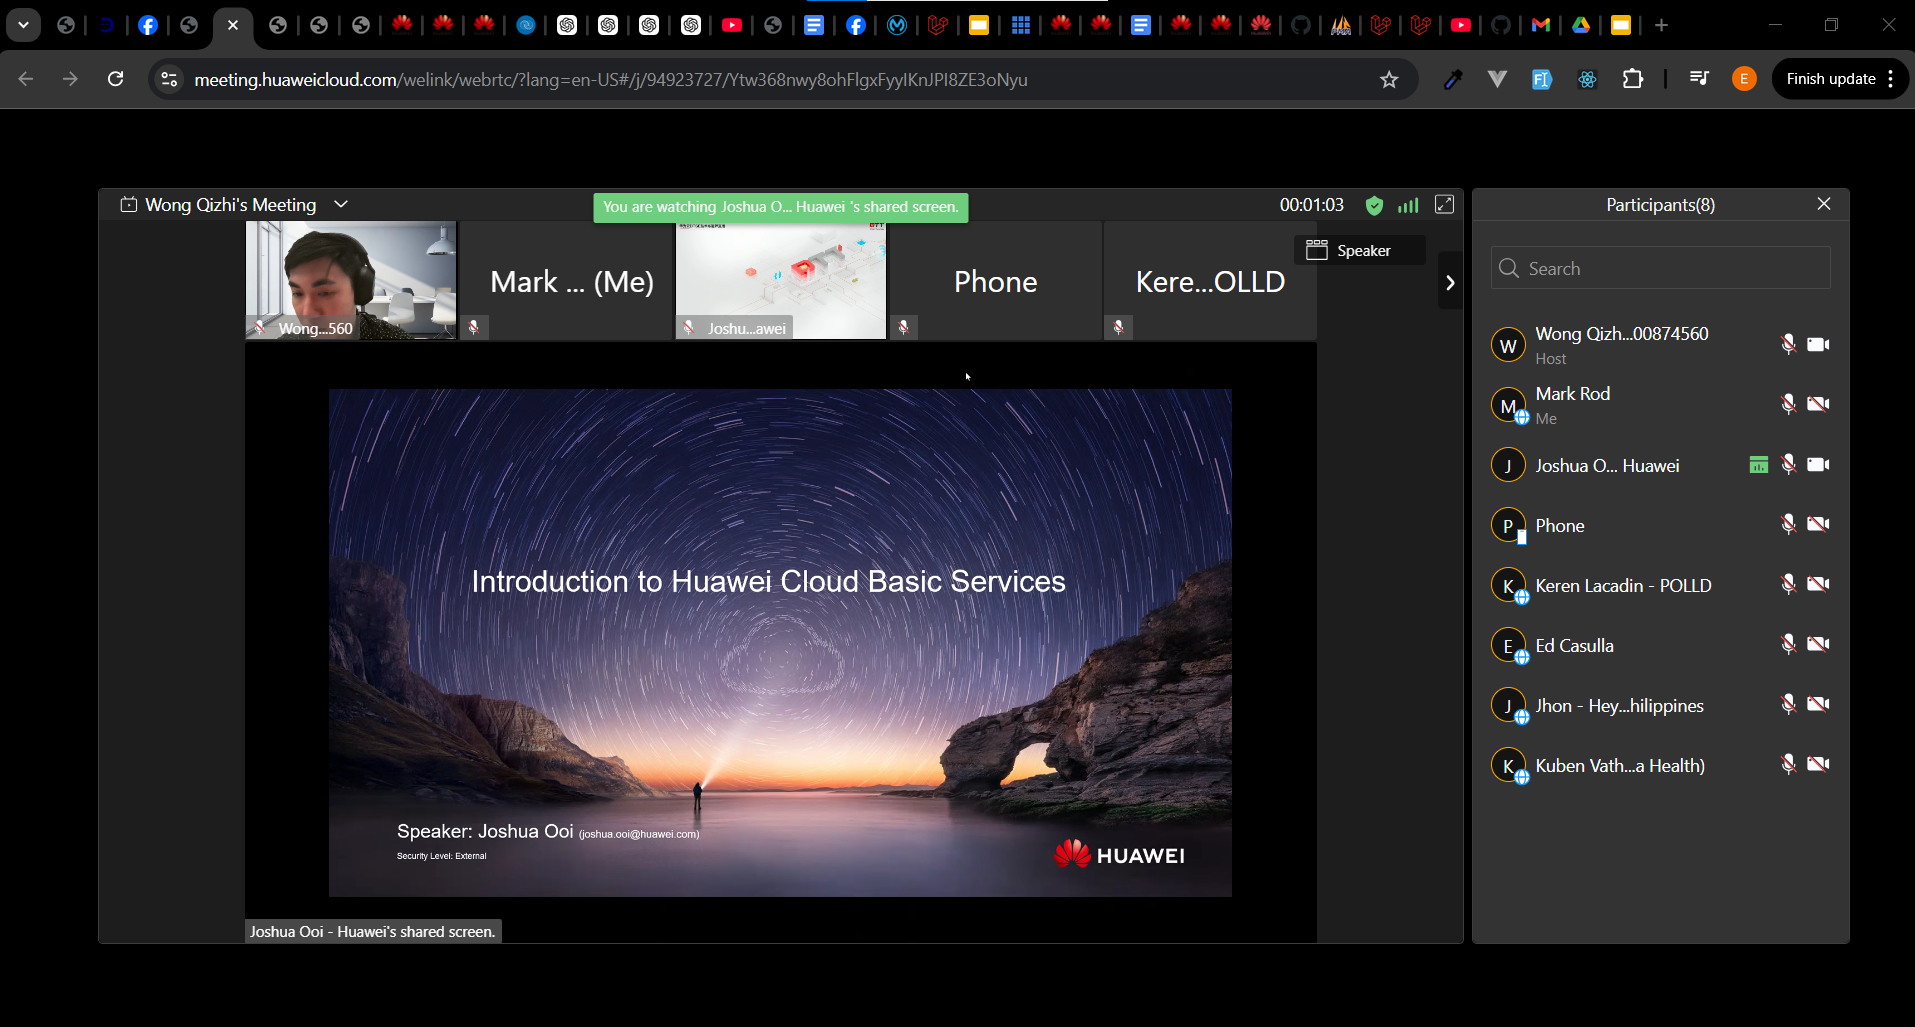 meeting.huaweicloud.com/welink/webrtc/?lang=en-US#/j/94923727/Ytw368nwy8ohFlgxFyyIKnJPI8ZE3oNyu
E
Finish update
Wong Qizhi's Meeting
You are watching Joshua O... Huawei 's shared screen.
00:01:03
Participants(8)
Speaker
Search
Wong...560
Mark ... (Me)
Joshu...awei
Phone
Kere...OLLD
W
Wong Qizh...00874560
Host
M
Mark Rod
Me
J
Joshua O... Huawei
P
Phone
K
Keren Lacadin - POLLD
E
Ed Casulla
J
Jhon - Hey...hilippines
K
Kuben Vath...a Health)
Introduction to Huawei Cloud Basic Services
Speaker: Joshua Ooi (joshua.ooi@huawei.com)
Security Level: External
HUAWEI
Joshua Ooi - Huawei's shared screen.